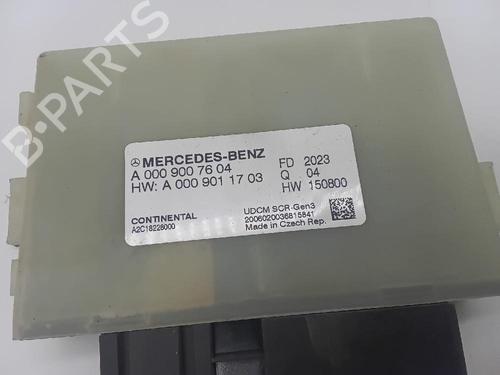 B-PARTS
MERCEDES-BENZ
A 000 900 76 04
HW: A 000 901 17 03
FD 2023
Q 04
HW 150800
CONTINENTAL
A2C18228000
UDCM SCR-Gen3
2006020036815841
Made in Czech Rep.